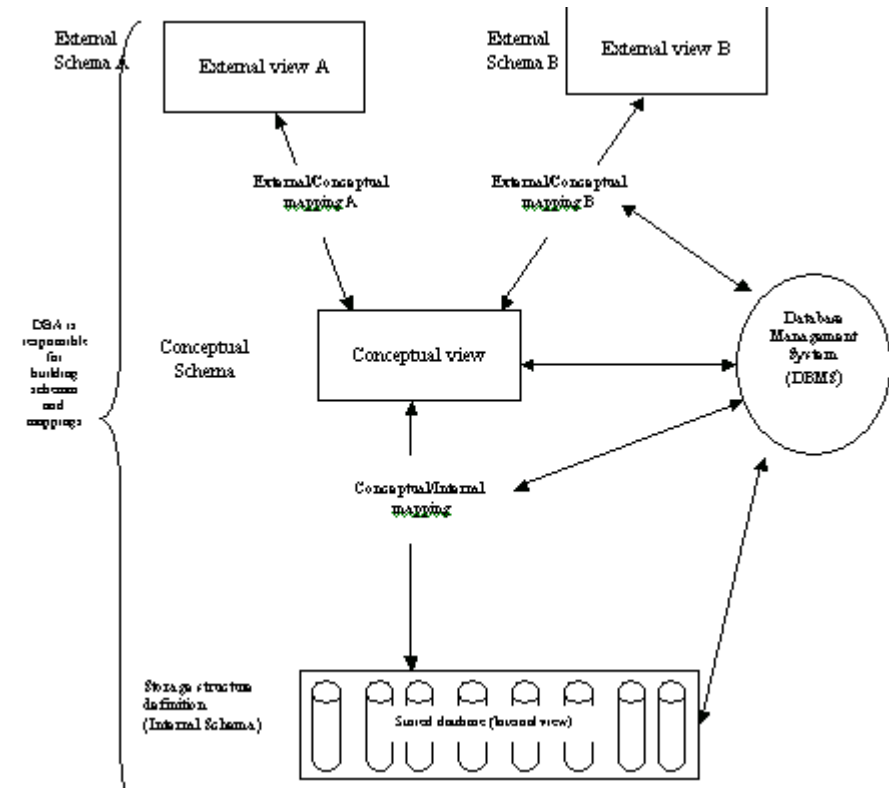 External
Schema A
External view A
External
Schema B
External view B
External/Conceptual
mapping A
External/Conceptual
mapping B
DBA is
responsible
for
building
schemas
and
mappings
Conceptual
Schema
Conceptual view
Database
Management
System
(DBMS)
Conceptual/Internal
mapping
Storage structure
definition
(Internal Schema)
Stored database (Internal view)